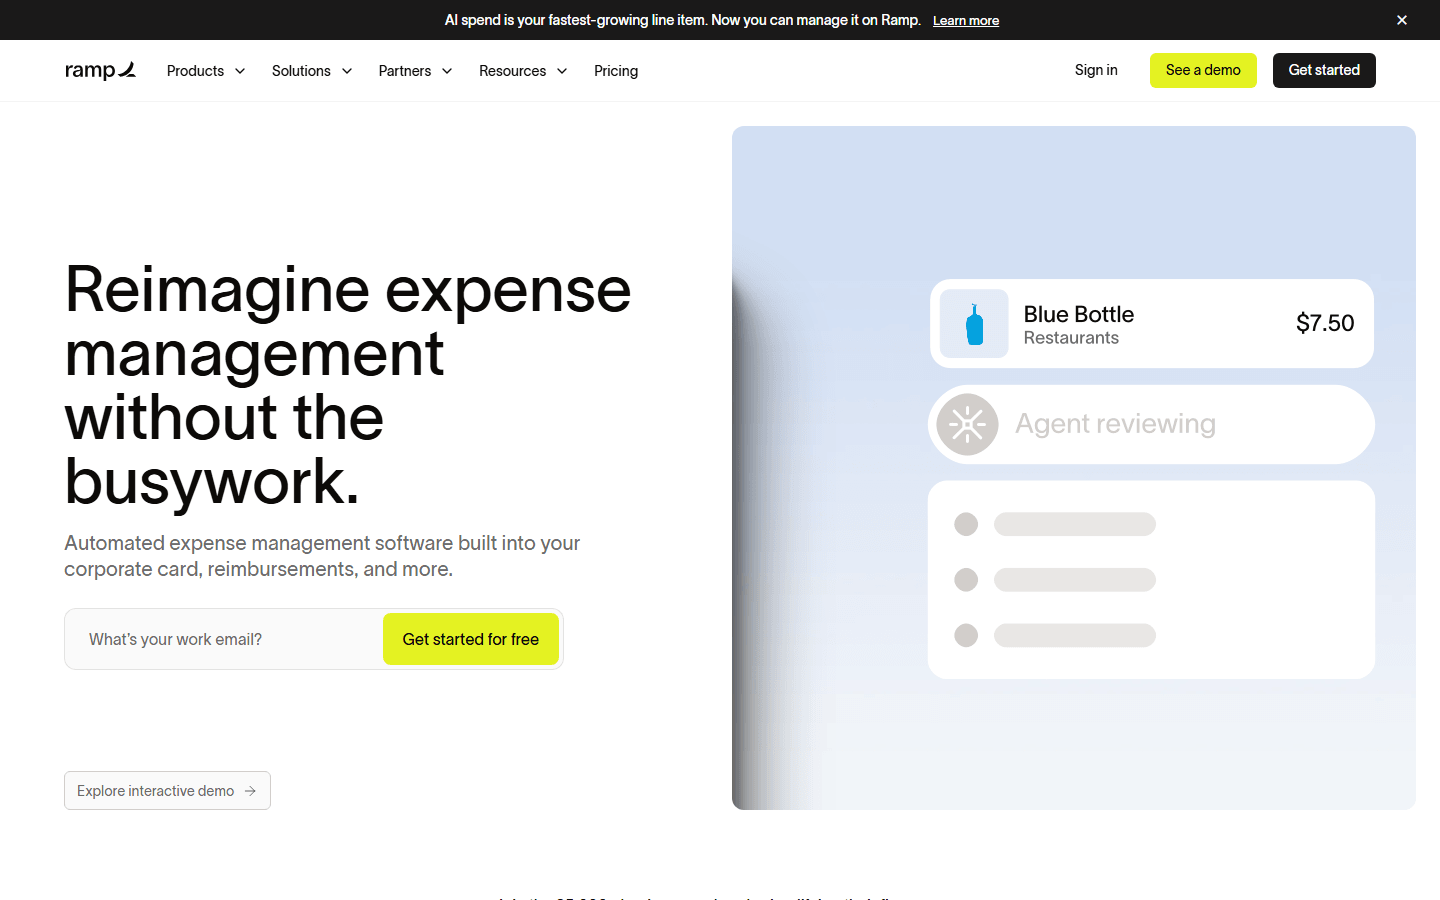 AI spend is your fastest-growing line item. Now you can manage it on Ramp. Learn more
ramp
Products
Solutions
Partners
Resources
Pricing
Sign in
See a demo
Get started
Reimagine expense
management
without the
busywork.
Automated expense management software built into your
corporate card, reimbursements, and more.
What's your work email?
Get started for free
Explore interactive demo
Blue Bottle
Restaurants
$7.50
Agent reviewing